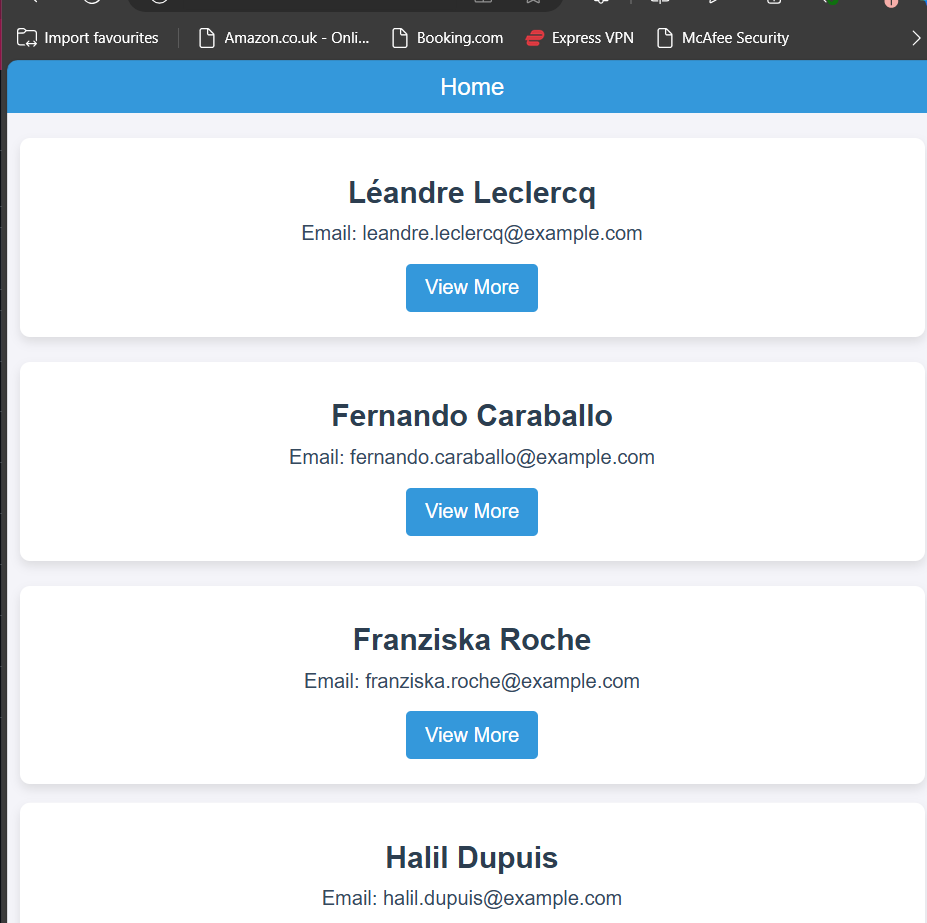 Import favourites Amazon.co.uk - Onli... Booking.com Express VPN McAfee Security
Home
Léandre Leclercq
Email: leandre.leclercq@example.com
View More
Fernando Caraballo
Email: fernando.caraballo@example.com
View More
Franziska Roche
Email: franziska.roche@example.com
View More
Halil Dupuis
Email: halil.dupuis@example.com